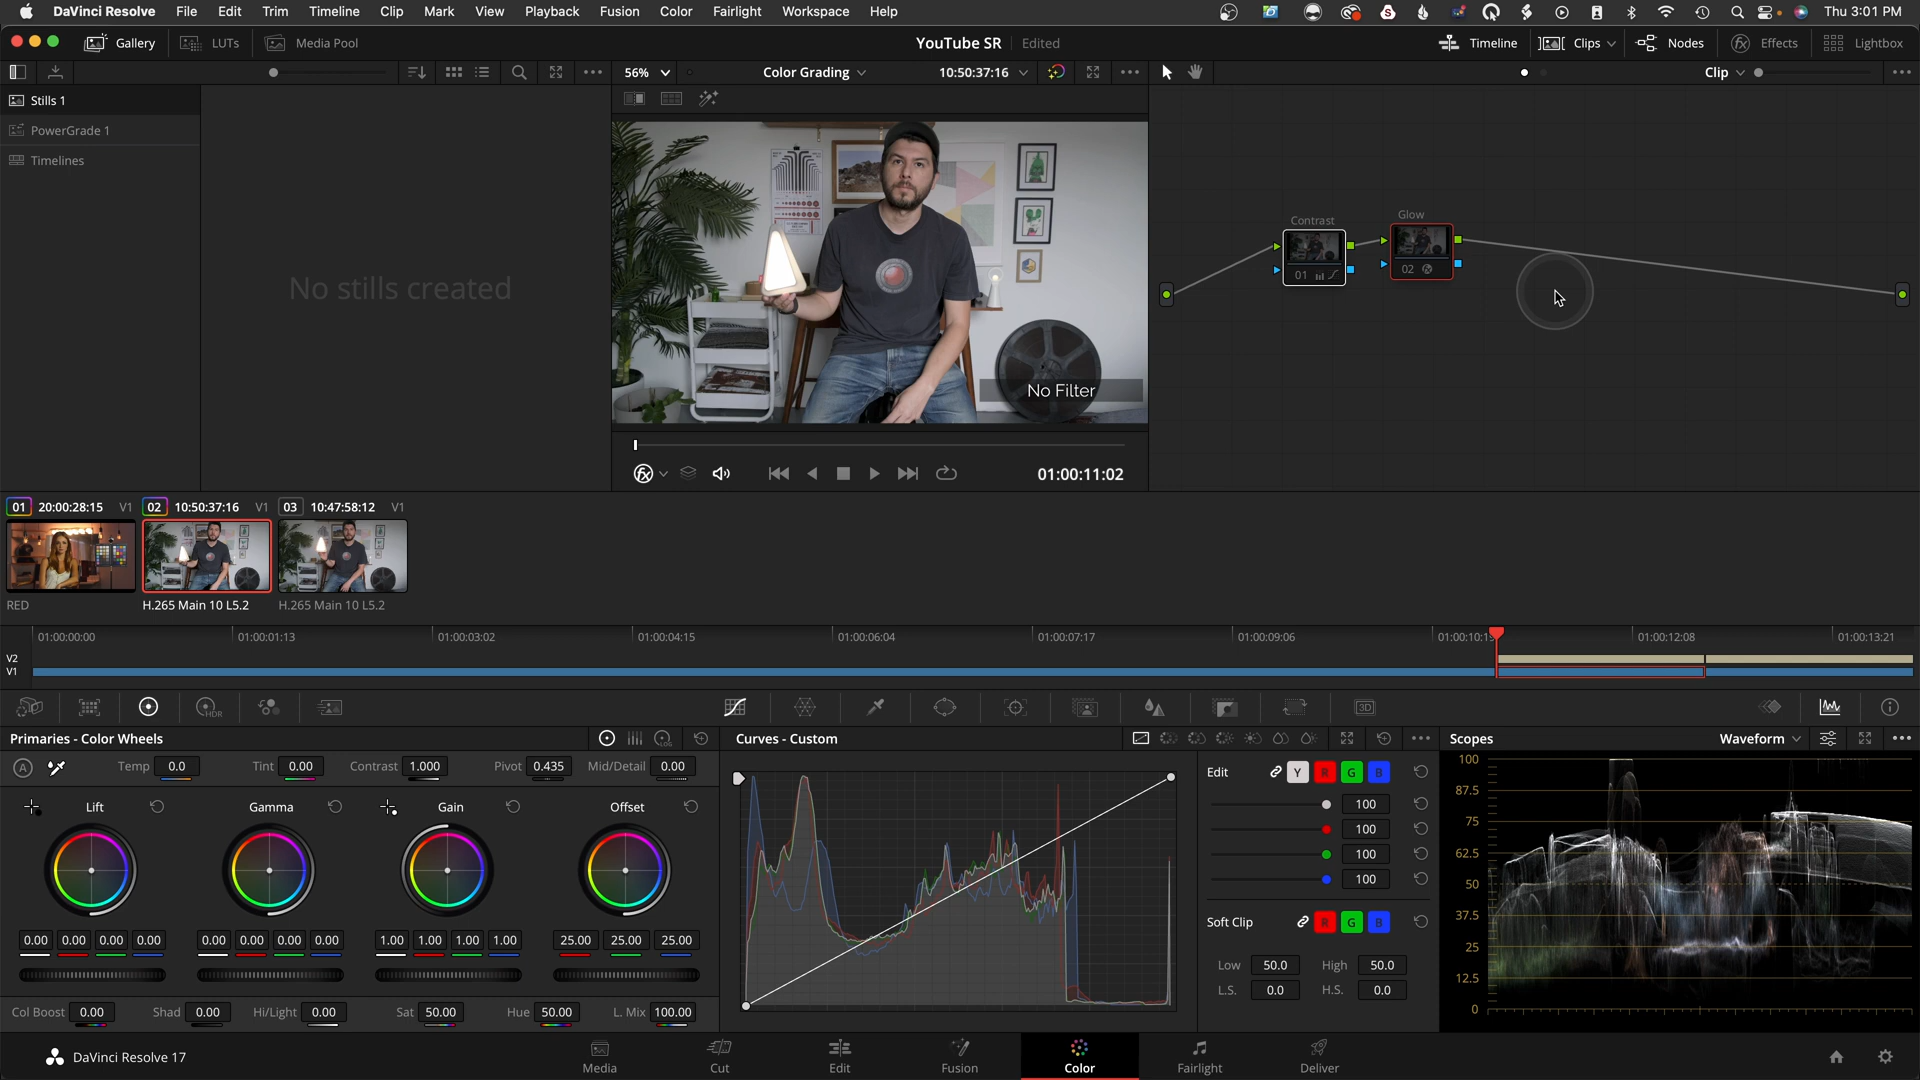 DaVinci Resolve File Edit Trim Timeline Clip Mark View Playback Fusion Color Fairlight Workspace Help Thu 3:01 PM
Gallery LUTs Media Pool YouTube SR Edited Timeline Clips Nodes Effects Lightbox
56% Color Grading 10:50:37:16 Clip
Stills 1
PowerGrade 1
Timelines
No stills created
No Filter
Contrast Glow
01 02
01:00:11:02
01 20:00:28:15 V1 02 10:50:37:16 V1 03 10:47:58:12 V1
RED H.265 Main 10 L5.2 H.265 Main 10 L5.2
01:00:00:00 01:00:01:13 01:00:03:02 01:00:04:15 01:00:06:04 01:00:07:17 01:00:09:06 01:00:10:19 01:00:12:08 01:00:13:21
V2
V1
HDR 3D
Primaries - Color Wheels LOG Curves - Custom Scopes Waveform
A Temp 0.0 Tint 0.00 Contrast 1.000 Pivot 0.435 Mid/Detail 0.00
Lift Gamma Gain Offset
0.00 0.00 0.00 0.00 0.00 0.00 0.00 0.00 1.00 1.00 1.00 1.00 25.00 25.00 25.00
Col Boost 0.00 Shad 0.00 Hi/Light 0.00 Sat 50.00 Hue 50.00 L. Mix 100.00
Edit Y R G B
100
100
100
100
Soft Clip R G B
Low 50.0 High 50.0
L.S. 0.0 H.S. 0.0
100
87.5
75
62.5
50
37.5
25
12.5
0
DaVinci Resolve 17 Media Cut Edit Fusion Color Fairlight Deliver